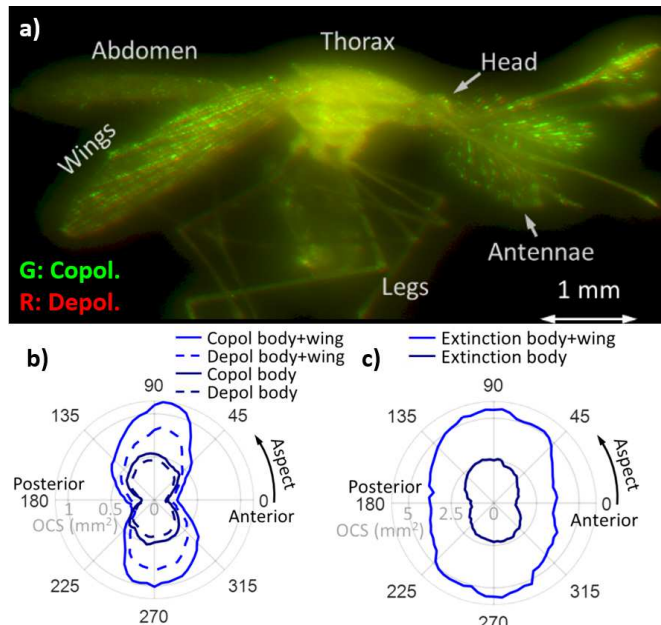 a)
Abdomen
Thorax
Head
Wings
Antennae
Legs
G: Copol.
R: Depol.
1 mm
b)
Copol body+wing
Depol body+wing
Copol body
Depol body
90
135
45
Aspect
Posterior
180
1
0.5
0
0
OCS (mm²)
Anterior
225
315
270
c)
Extinction body+wing
Extinction body
90
135
45
Aspect
Posterior
180
5
2.5
0
0
OCS (mm²)
Anterior
225
315
270